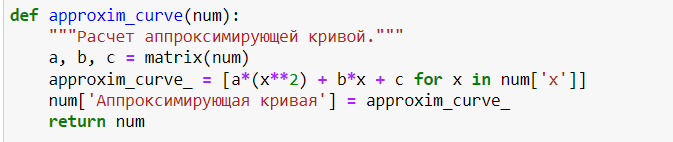 def approxim_curve(num):
    """Расчет аппроксимирующей кривой."""
    a, b, c = matrix(num)
    approxim_curve_ = [a*(x**2) + b*x + c for x in num['x']]
    num['Аппроксимирующая кривая'] = approxim_curve_
    return num